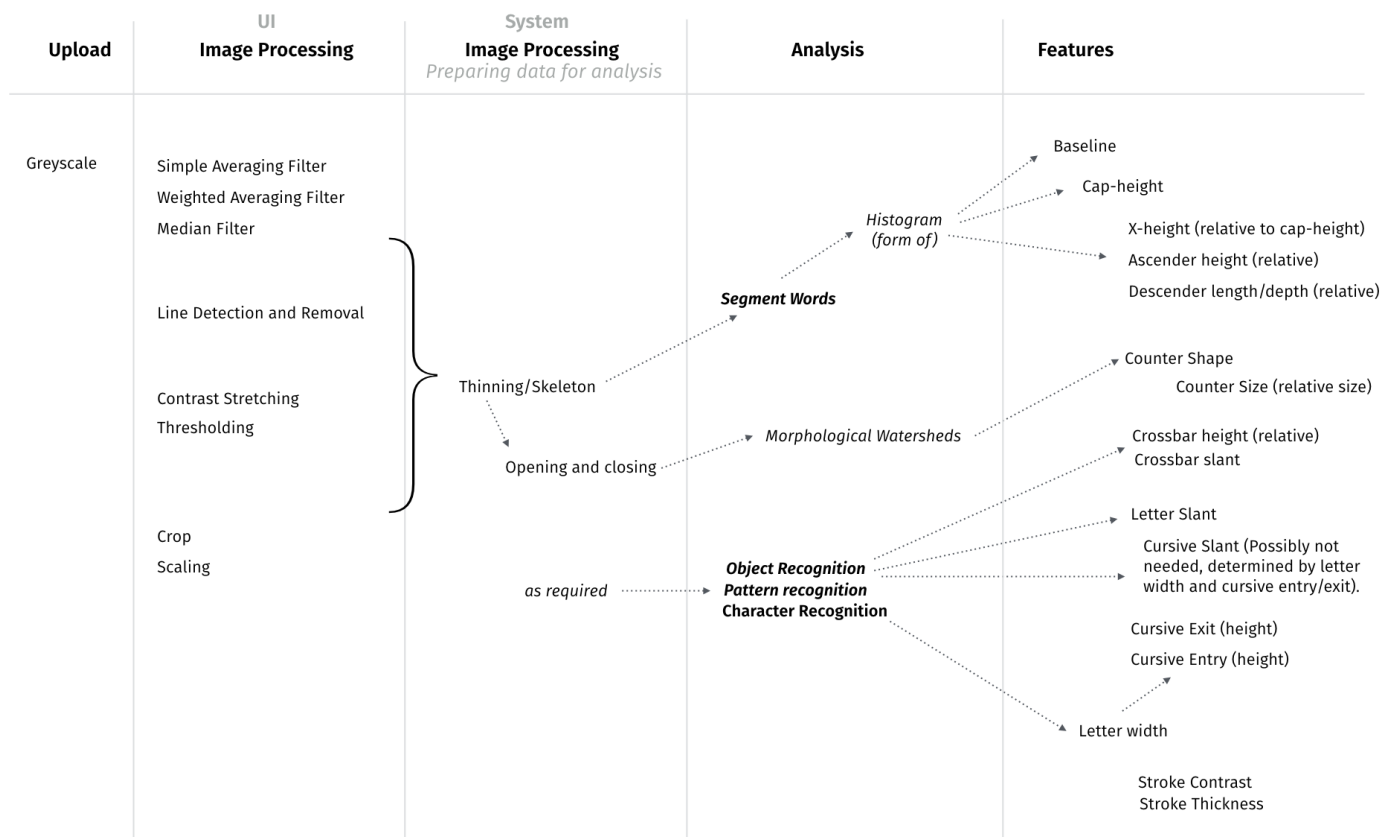 UI
System
Upload
Image Processing
Image Processing
Analysis
Features
Preparing data for analysis
Greyscale
Simple Averaging Filter
Weighted Averaging Filter
Median Filter
Line Detection and Removal
Contrast Stretching
Thresholding
Crop
Scaling
Thinning/Skeleton
Opening and closing
as required
Histogram
(form of)
Segment Words
Morphological Watersheds
Object Recognition
Pattern recognition
Character Recognition
Baseline
Cap-height
X-height (relative to cap-height)
Ascender height (relative)
Descender length/depth (relative)
Counter Shape
Counter Size (relative size)
Crossbar height (relative)
Crossbar slant
Letter Slant
Cursive Slant (Possibly not
needed, determined by letter
width and cursive entry/exit).
Cursive Exit (height)
Cursive Entry (height)
Letter width
Stroke Contrast
Stroke Thickness